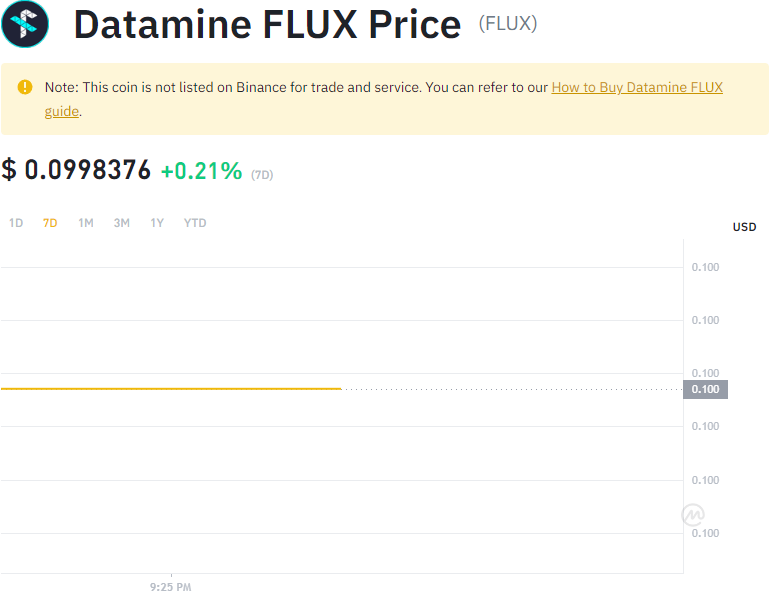 Datamine FLUX Price (FLUX)
Note: This coin is not listed on Binance for trade and service. You can refer to our How to Buy Datamine FLUX
guide.
$ 0.0998376 +0.21% (7D)
1D 7D 1M 3M 1Y YTD
USD
0.100
0.100
0.100
0.100
0.100
0.100
0.100
9:25 PM